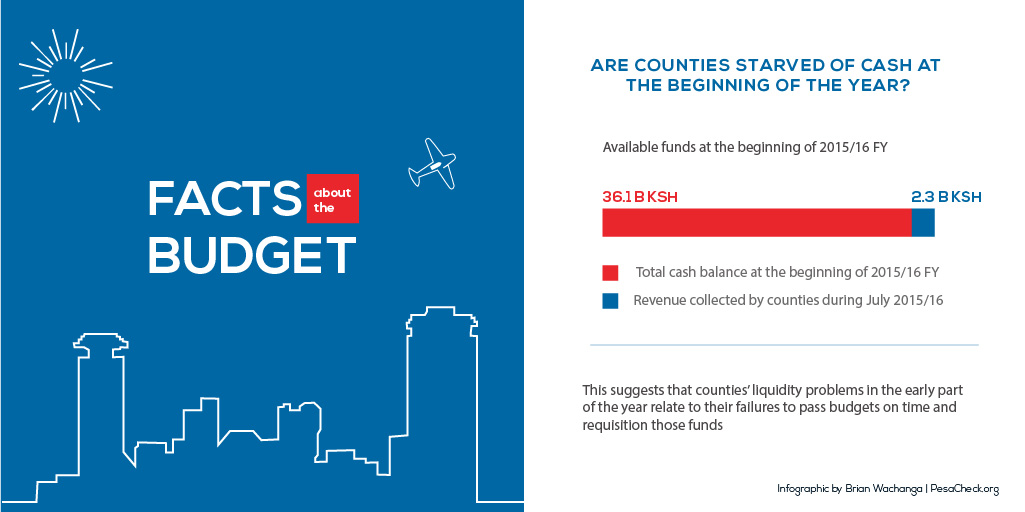 FACTS about the
BUDGET
ARE COUNTIES STARVED OF CASH AT
THE BEGINNING OF THE YEAR?
Available funds at the beginning of 2015/16 FY
36.1 B KSH 2.3 B KSH
Total cash balance at the beginning of 2015/16 FY
Revenue collected by counties during July 2015/16
This suggests that counties' liquidity problems in the early part
of the year relate to their failures to pass budgets on time and
requisition those funds
Infographic by Brian Wachanga | PesaCheck.org